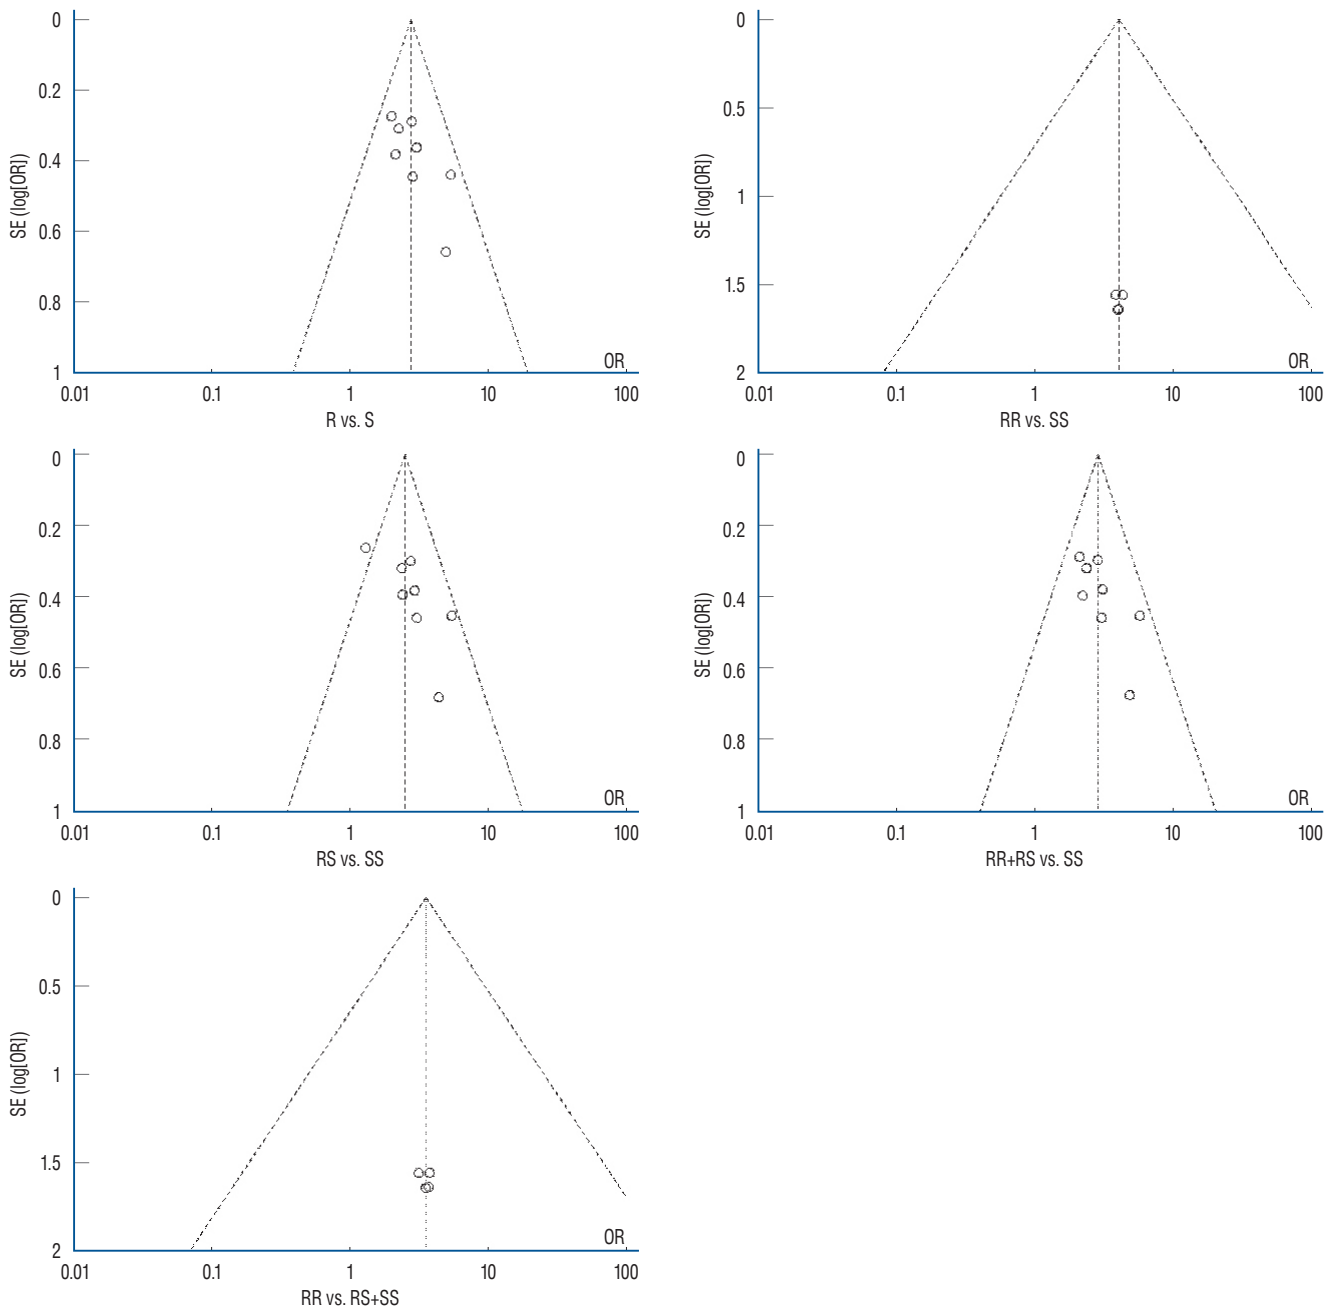 0
0.2
0.4
0.6
0.8
1
SE (log[OR])
OR
0.01 0.1 1 10 100
R vs. S
0
0.5
1
1.5
2
SE (log[OR])
OR
0.01 0.1 1 10 100
RR vs. SS
0
0.2
0.4
0.6
0.8
1
SE (log[OR])
OR
0.01 0.1 1 10 100
RS vs. SS
0
0.2
0.4
0.6
0.8
1
SE (log[OR])
OR
0.01 0.1 1 10 100
RR+RS vs. SS
0
0.5
1
1.5
2
SE (log[OR])
OR
0.01 0.1 1 10 100
RR vs. RS+SS